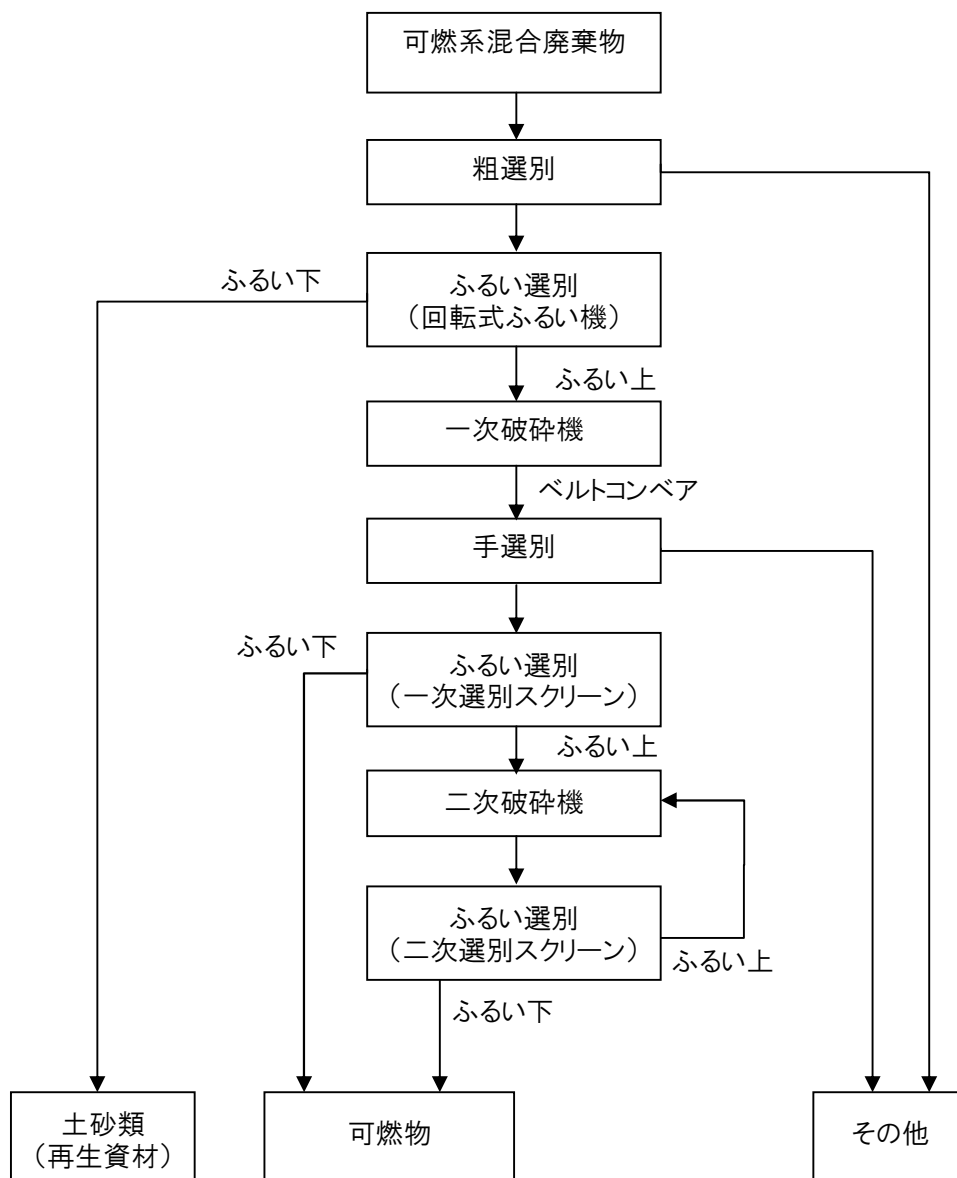 可燃系混合廃棄物
粗選別
ふるい下
ふるい選別
（回転式ふるい機）
ふるい上
一次破砕機
ベルトコンベア
手選別
ふるい下
ふるい選別
（一次選別スクリーン）
ふるい上
二次破砕機
ふるい選別
（二次選別スクリーン）
ふるい上
ふるい下
土砂類
（再生資材）
可燃物
その他